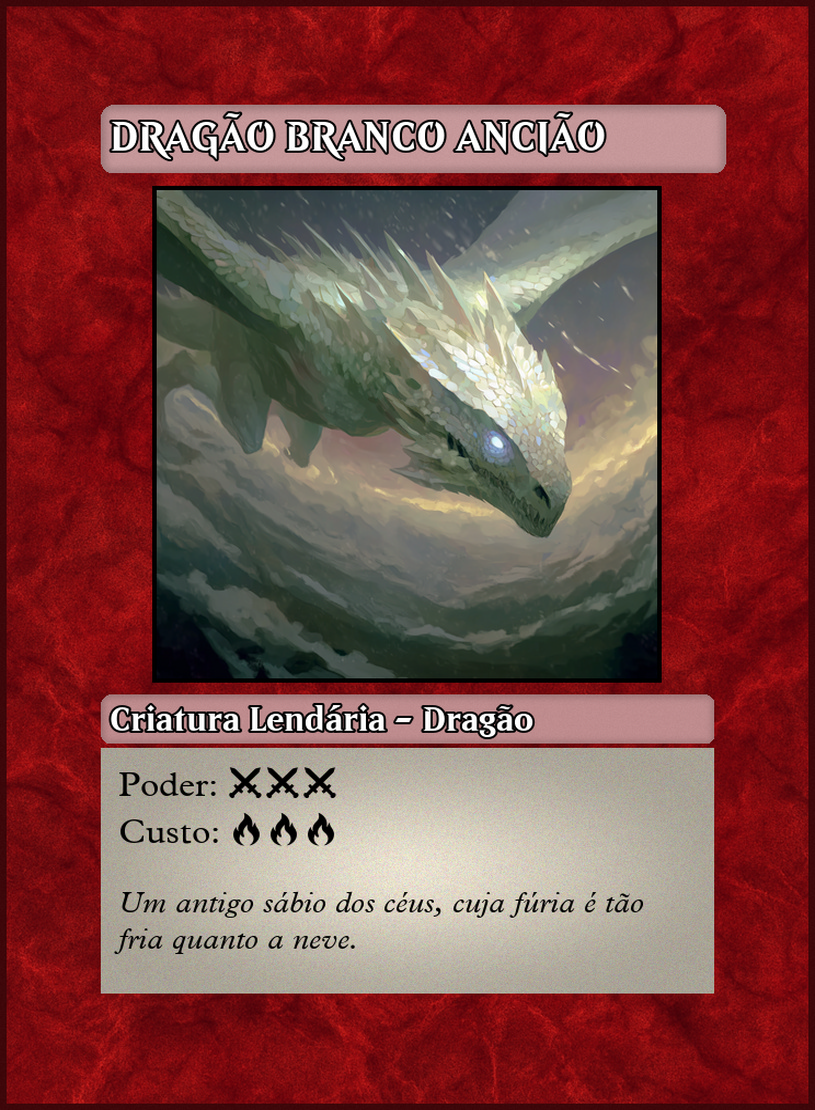 DRAGÃO BRANCO ANCIÃO
Criatura Lendária - Dragão
Poder:
Custo:
Um antigo sábio dos céus, cuja fúria é tão
fria quanto a neve.